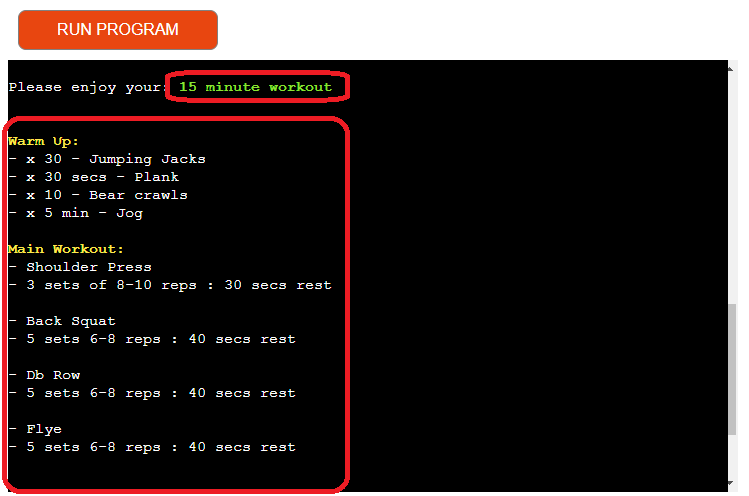 RUN PROGRAM
Please enjoy your: 15 minute workout
Warm Up:
- x 30 - Jumping Jacks
- x 30 secs - Plank
- x 10 - Bear crawls
- x 5 min - Jog
Main Workout:
- Shoulder Press
- 3 sets of 8-10 reps : 30 secs rest
- Back Squat
- 5 sets 6-8 reps : 40 secs rest
- Db Row
- 5 sets 6-8 reps : 40 secs rest
- Flye
- 5 sets 6-8 reps : 40 secs rest